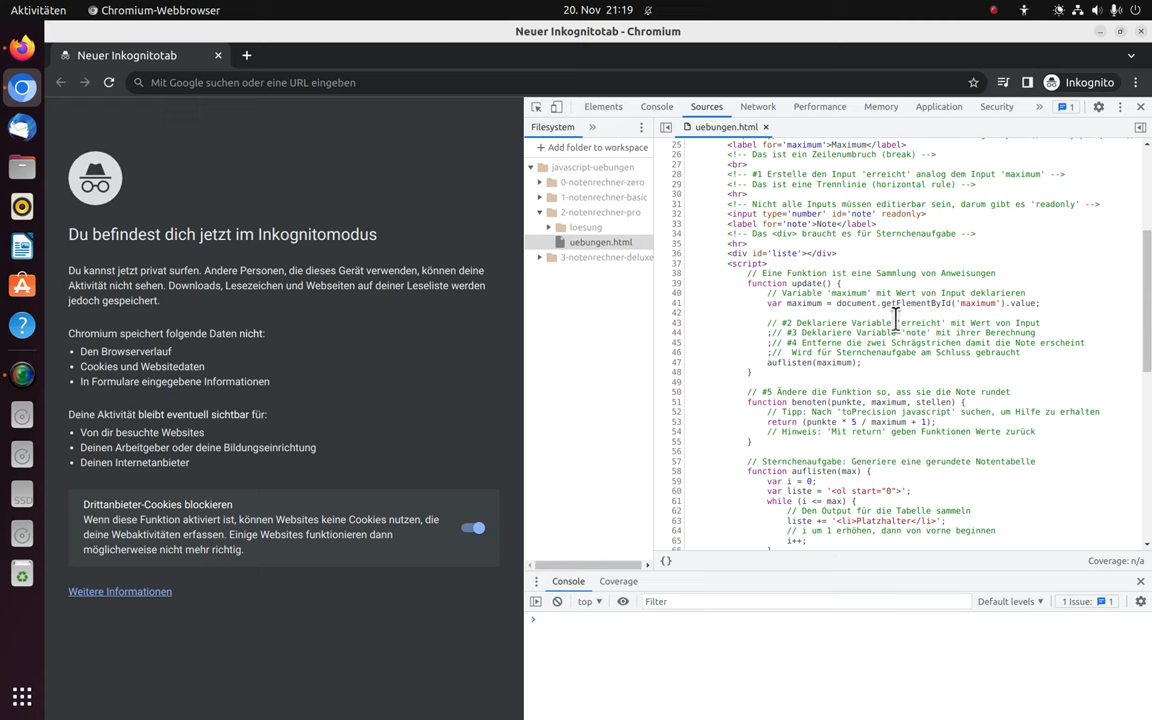 Aktivitäten
Chromium-Webbrowser
20. Nov 21:19
Neuer Inkognitotab - Chromium
Neuer Inkognitotab
Mit Google suchen oder eine URL eingeben
Inkognito
Du befindest dich jetzt im Inkognitomodus
Du kannst jetzt privat surfen. Andere Personen, die dieses Gerät verwenden, können deine
Aktivität nicht sehen. Downloads, Lesezeichen und Webseiten auf deiner Leseliste werden
jedoch gespeichert.
Chromium speichert folgende Daten nicht:
• Den Browserverlauf
• Cookies und Websitedaten
• In Formulare eingegebene Informationen
Deine Aktivität bleibt eventuell sichtbar für:
• Von dir besuchte Websites
• Deinen Arbeitgeber oder deine Bildungseinrichtung
• Deinen Internetanbieter
Drittanbieter-Cookies blockieren
Wenn diese Funktion aktiviert ist, können Websites keine Cookies nutzen, die
deine Webaktivitäten erfassen. Einige Websites funktionieren dann
möglicherweise nicht mehr richtig.
Weitere Informationen
SSD
Elements Console Sources Network Performance Memory Application Security » 1
Filesystem »
uebungen.html
+ Add folder to workspace
javascript-uebungen
0-notenrechner-zero
1-notenrechner-basic
2-notenrechner-pro
loesung
uebungen.html
3-notenrechner-deluxe
25 <label for='maximum'>Maximum</label>
26 <!-- Das ist ein Zeilenumbruch (break) -->
27 <br>
28 <!-- #1 Erstelle den Input 'erreicht' analog dem Input 'maximum' -->
29 <!-- Das ist eine Trennlinie (horizontal rule) -->
30 <hr>
31 <!-- Nicht alle Inputs müssen editierbar sein, darum gibt es 'readonly' -->
32 <input type='number' id='note' readonly>
33 <label for='note'>Note</label>
34 <!-- Das <div> braucht es für Sternchenaufgabe -->
35 <hr>
36 <div id='liste'></div>
37 <script>
38 // Eine Funktion ist eine Sammlung von Anweisungen
39 function update() {
40 // Variable 'maximum' mit Wert von Input deklarieren
41 var maximum = document.getElementById('maximum').value;
42
43 // #2 Deklariere Variable 'erreicht' mit Wert von Input
44 ;// #3 Deklariere Variable 'note' mit ihrer Berechnung
45 ;// #4 Entferne die zwei Schrägstrichen damit die Note erscheint
46 ;// Wird für Sternchenaufgabe am Schluss gebraucht
47 auflisten(maximum);
48 }
49
50 // #5 Ändere die Funktion so, ass sie die Note rundet
51 function benoten(punkte, maximum, stellen) {
52 // Tipp: Nach 'toPrecision javascript' suchen, um Hilfe zu erhalten
53 return (punkte * 5 / maximum + 1);
54 // Hinweis: 'Mit return' geben Funktionen Werte zurück
55 }
56
57 // Sternchenaufgabe: Generiere eine gerundete Notentabelle
58 function auflisten(max) {
59 var i = 0;
60 var liste = '<ol start="0">';
61 while (i <= max) {
62 // Den Output für die Tabelle sammeln
63 liste += '<li>Platzhalter</li>';
64 // i um 1 erhöhen, dann von vorne beginnen
65 i++;
66 }
{} Coverage: n/a
Console Coverage
top ▼ Filter Default levels ▼ 1 Issue: 1
>